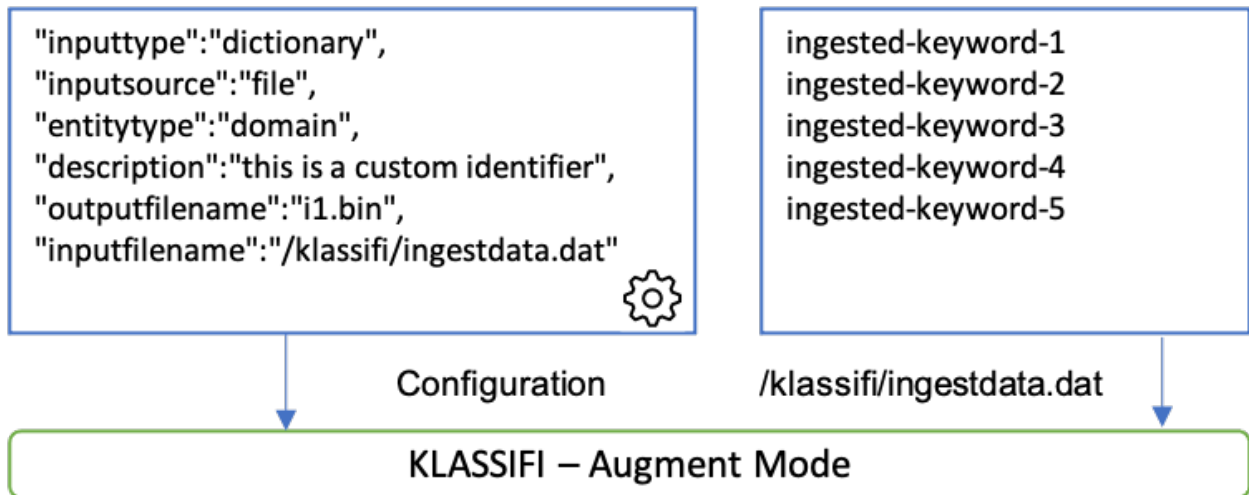 "inputtype":"dictionary",
"inputsource":"file",
"entitytype":"domain",
"description":"this is a custom identifier",
"outputfilename":"i1.bin",
"inputfilename":"/klassifi/ingestdata.dat"
ingested-keyword-1
ingested-keyword-2
ingested-keyword-3
ingested-keyword-4
ingested-keyword-5
Configuration
/klassifi/ingestdata.dat
KLASSIFI – Augment Mode